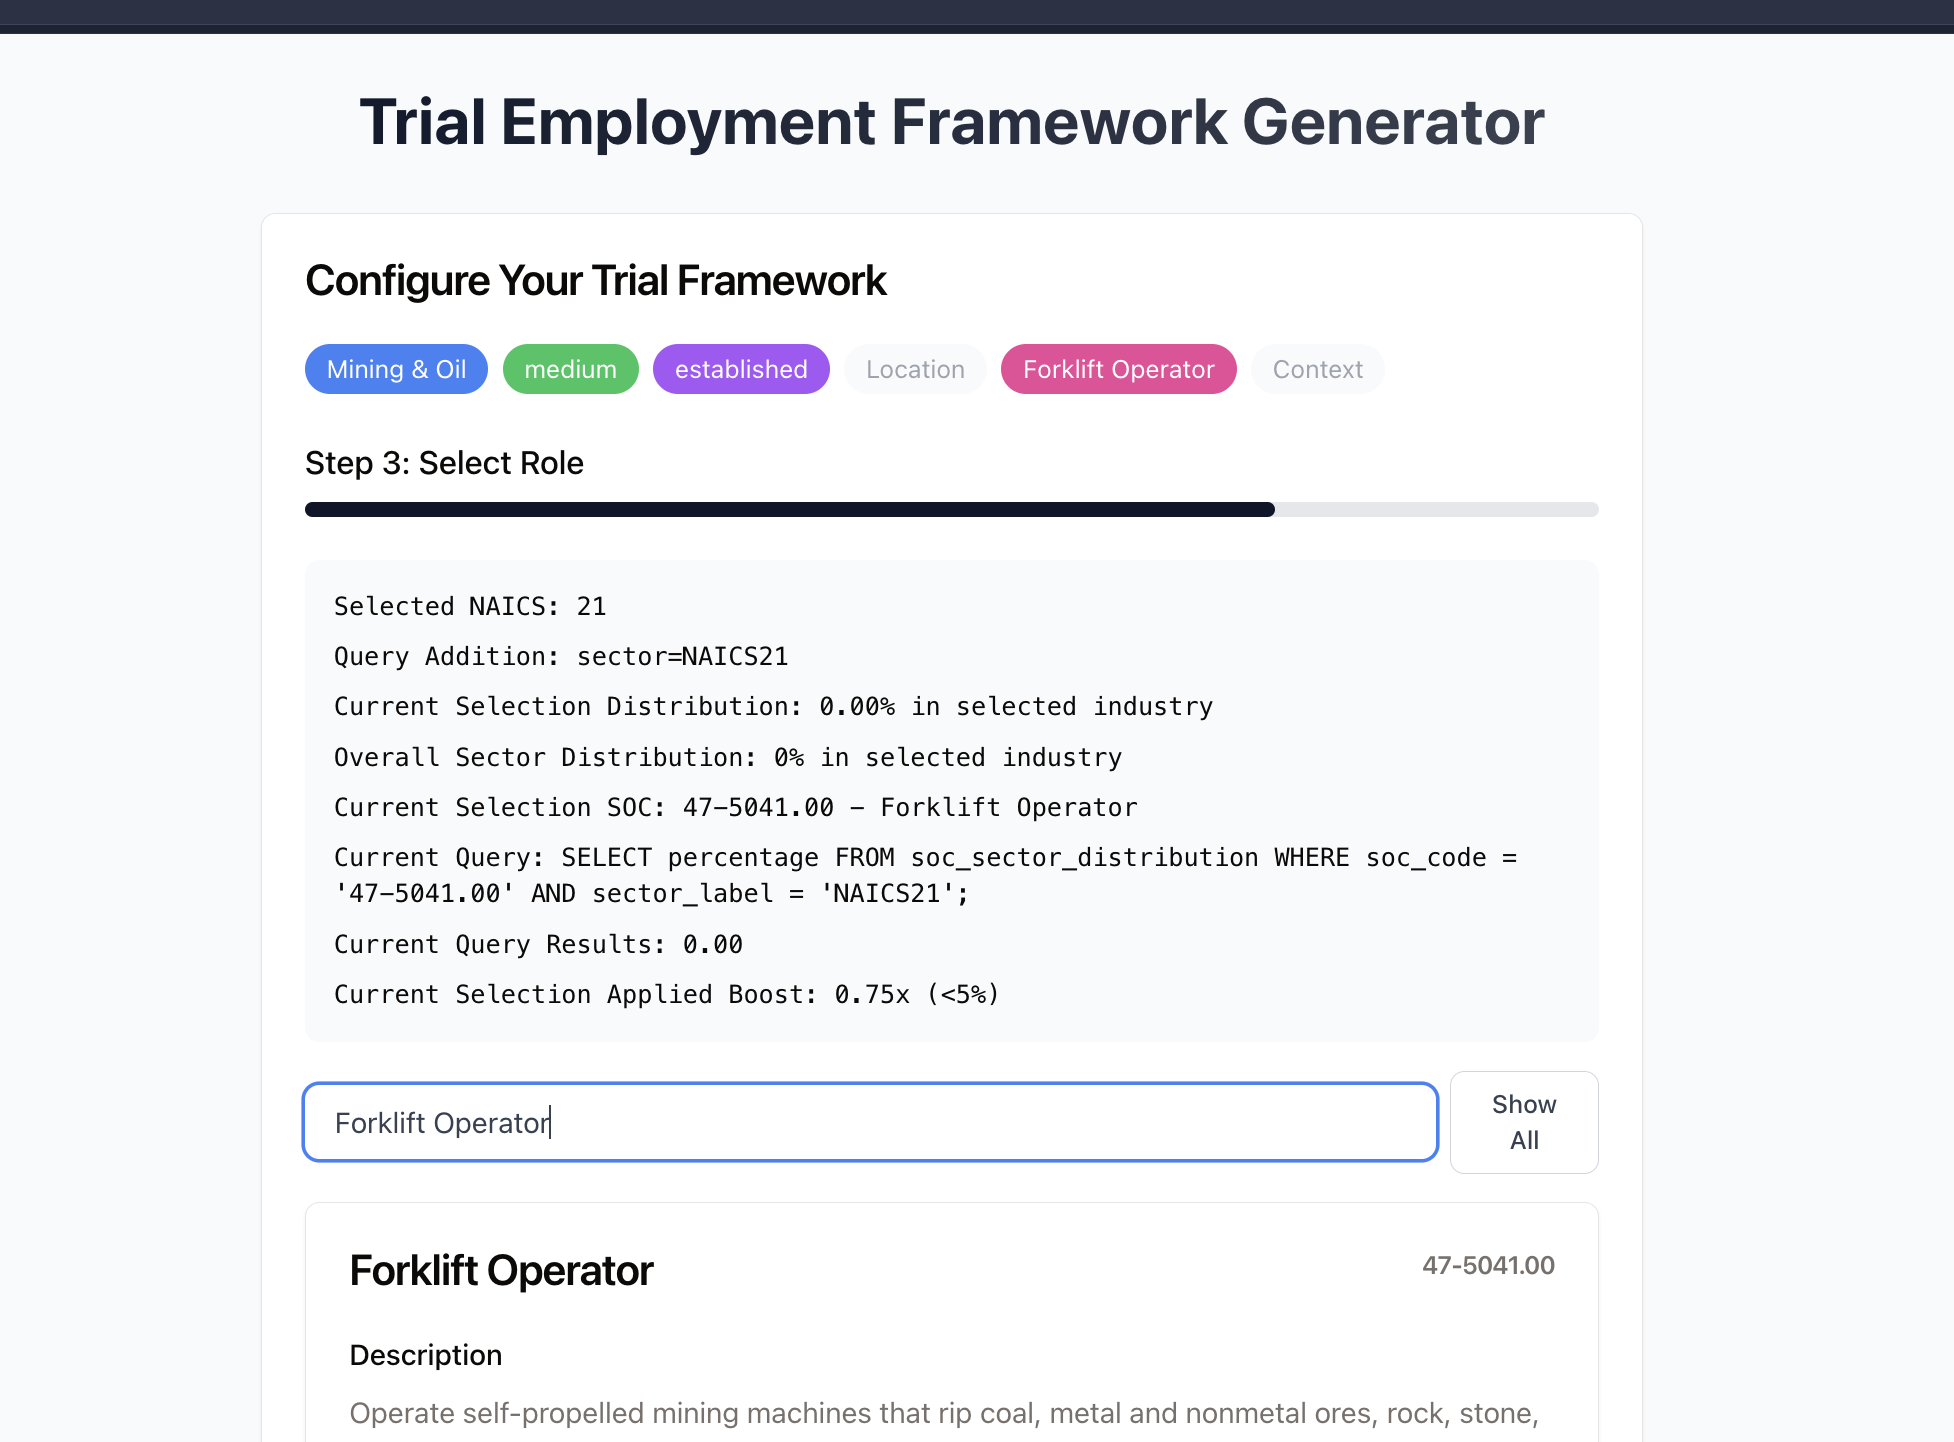 Trial Employment Framework Generator
Configure Your Trial Framework
Mining & Oil
medium
established
Location
Forklift Operator
Context
Step 3: Select Role
Selected NAICS: 21
Query Addition: sector=NAICS21
Current Selection Distribution: 0.00% in selected industry
Overall Sector Distribution: 0% in selected industry
Current Selection SOC: 47-5041.00 - Forklift Operator
Current Query: SELECT percentage FROM soc_sector_distribution WHERE soc_code =
'47-5041.00' AND sector_label = 'NAICS21';
Current Query Results: 0.00
Current Selection Applied Boost: 0.75x (<5%)
Forklift Operator
Show
All
Forklift Operator
47-5041.00
Description
Operate self-propelled mining machines that rip coal, metal and nonmetal ores, rock, stone,